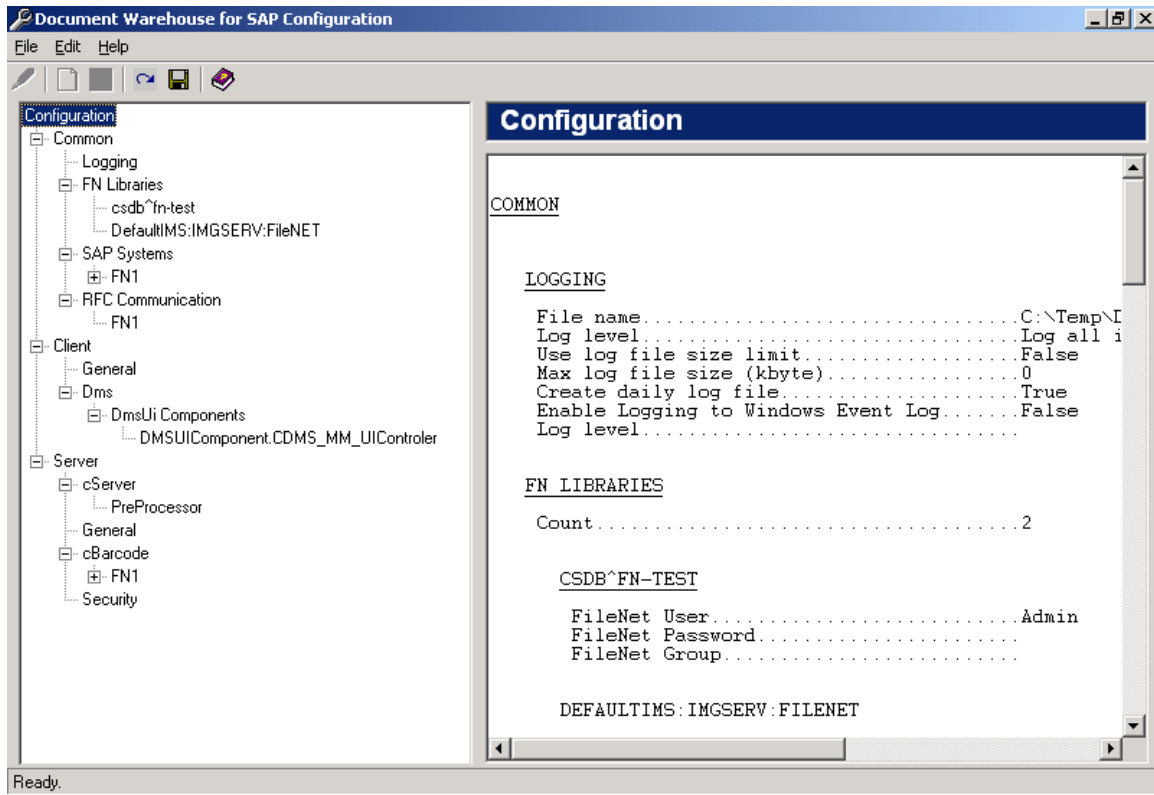 Document Warehouse for SAP Configuration
File Edit Help
Configuration
Common
Logging
FN Libraries
csdb^fn-test
DefaultIMS:IMGSERV:FileNET
SAP Systems
FN1
RFC Communication
FN1
Client
General
Dms
DmsUi Components
DMSUIComponent.CDMS_MM_UIControler
Server
cServer
PreProcessor
General
cBarcode
FN1
Security
Configuration
COMMON
LOGGING
File name.................................C:\Temp\D
Log level.................................Log all i
Use log file size limit...................False
Max log file size (kbyte).................0
Create daily log file.....................True
Enable Logging to Windows Event Log.......False
Log level.................................
FN LIBRARIES
Count.....................................2
CSDB^FN-TEST
FileNet User...........................Admin
FileNet Password.......................
FileNet Group..........................
DEFAULTIMS:IMGSERV:FILENET
Ready.